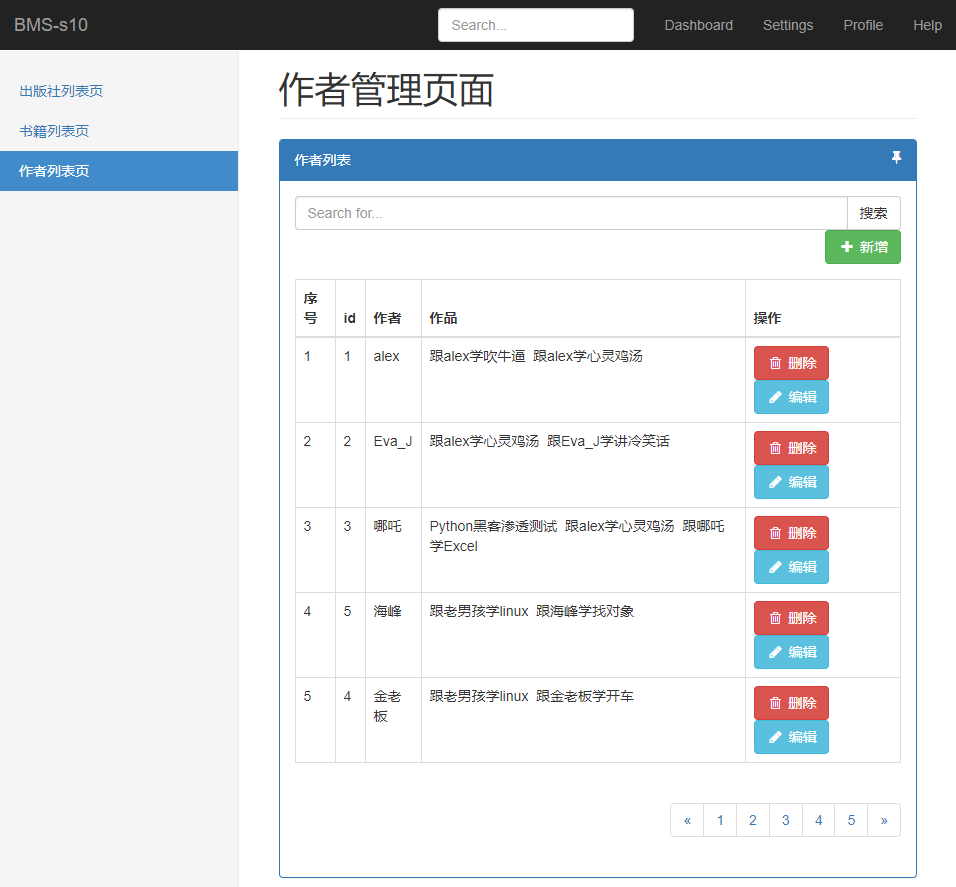 BMS-s10
Search...
Dashboard
Settings
Profile
Help
出版社列表页
书籍列表页
作者列表页
作者管理页面
作者列表
Search for...
搜索
新增
序号 id 作者 作品 操作
1 1 alex 跟alex学吹牛逼 跟alex学心灵鸡汤
删除
编辑
2 2 Eva_J 跟alex学心灵鸡汤 跟Eva_J学讲冷笑话
删除
编辑
3 3 哪吒 Python黑客渗透测试 跟alex学心灵鸡汤 跟哪吒
学Excel
删除
编辑
4 5 海峰 跟老男孩学linux 跟海峰学找对象
删除
编辑
5 4 金老板 跟老男孩学linux 跟金老板学开车
删除
编辑
« 1 2 3 4 5 »